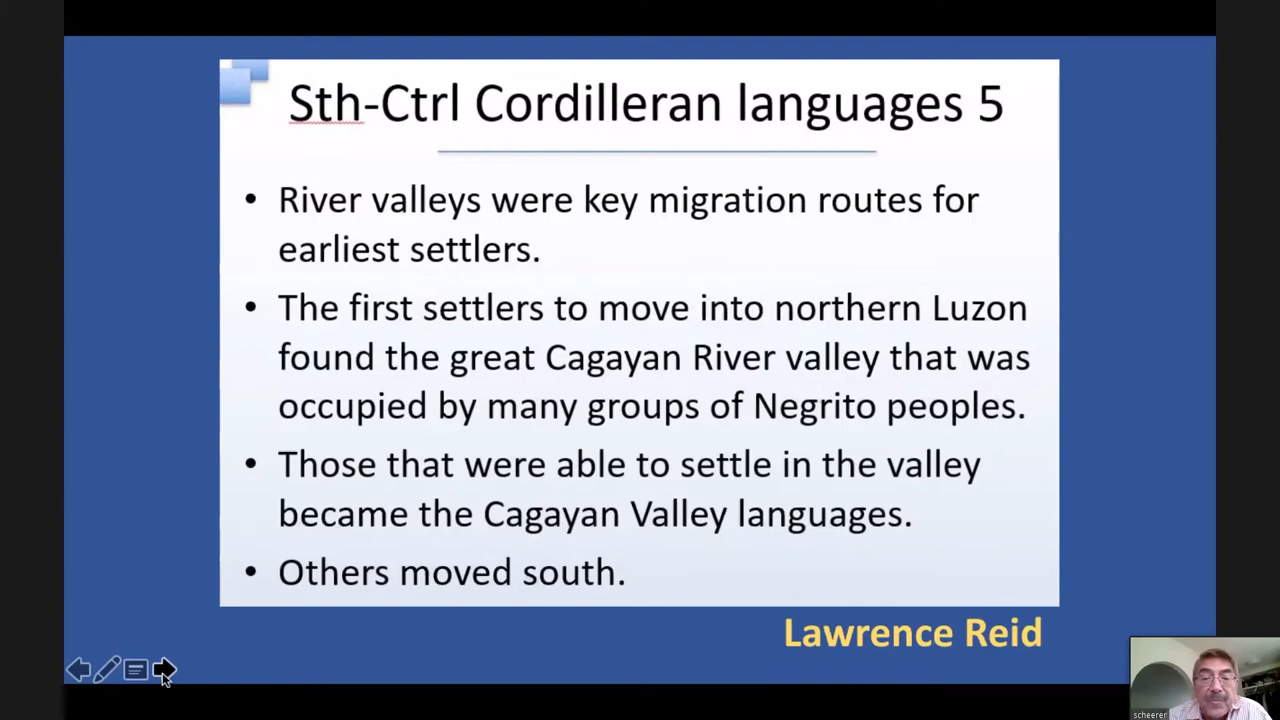 Sth-Ctrl Cordilleran languages 5
• River valleys were key migration routes for
earliest settlers.
• The first settlers to move into northern Luzon
found the great Cagayan River valley that was
occupied by many groups of Negrito peoples.
• Those that were able to settle in the valley
became the Cagayan Valley languages.
• Others moved south.
Lawrence Reid
scheerer